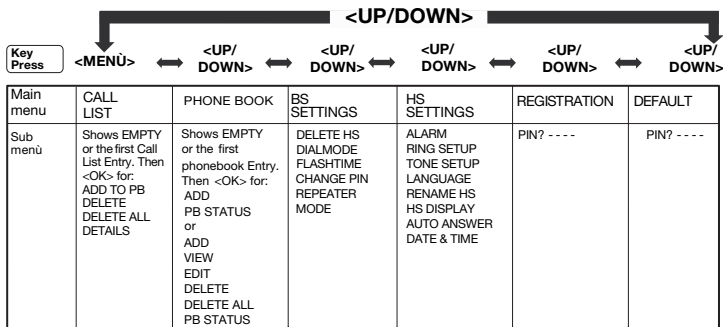 <UP/DOWN>
Key
Press
<MENÙ>
<UP/
DOWN>
<UP/
DOWN>
<UP/
DOWN>
<UP/
DOWN>
<UP/
DOWN>
Main
menu
CALL
LIST
PHONE BOOK
BS
SETTINGS
HS
SETTINGS
REGISTRATION
DEFAULT
Sub
menù
Shows EMPTY
or the first Call
List Entry. Then
<OK> for:
ADD TO PB
DELETE
DELETE ALL
DETAILS
Shows EMPTY
or the first
phonebook Entry.
Then <OK> for:
ADD
PB STATUS
or
ADD
VIEW
EDIT
DELETE
DELETE ALL
PB STATUS
DELETE HS
DIALMODE
FLASHTIME
CHANGE PIN
REPEATER
MODE
ALARM
RING SETUP
TONE SETUP
LANGUAGE
RENAME HS
HS DISPLAY
AUTO ANSWER
DATE & TIME
PIN? - - - -
PIN? - - - -